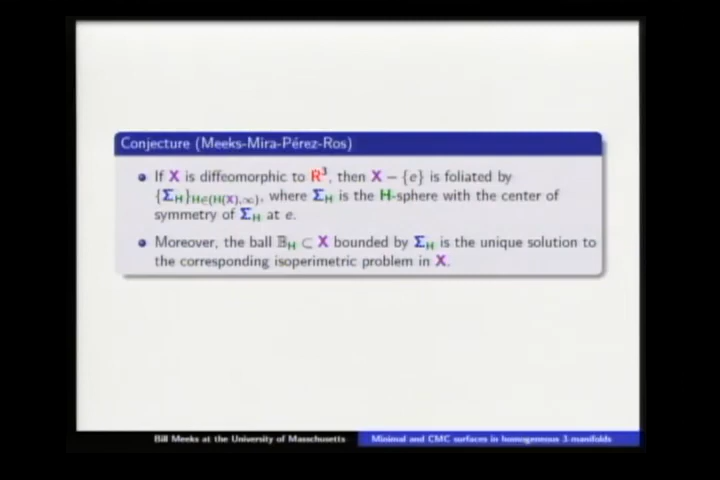 Conjecture (Meeks-Mira-Pérez-Ros)
If X is diffeomorphic to ℝ³, then X − {e} is foliated by
{Σ_H}_{H∈(H(X),∞)}, where Σ_H is the H-sphere with the center of
symmetry of Σ_H at e.
Moreover, the ball 𝔹_H ⊂ X bounded by Σ_H is the unique solution to
the corresponding isoperimetric problem in X.
Bill Meeks at the University of Massachusetts Minimal and CMC surfaces in homogeneous 3-manifolds